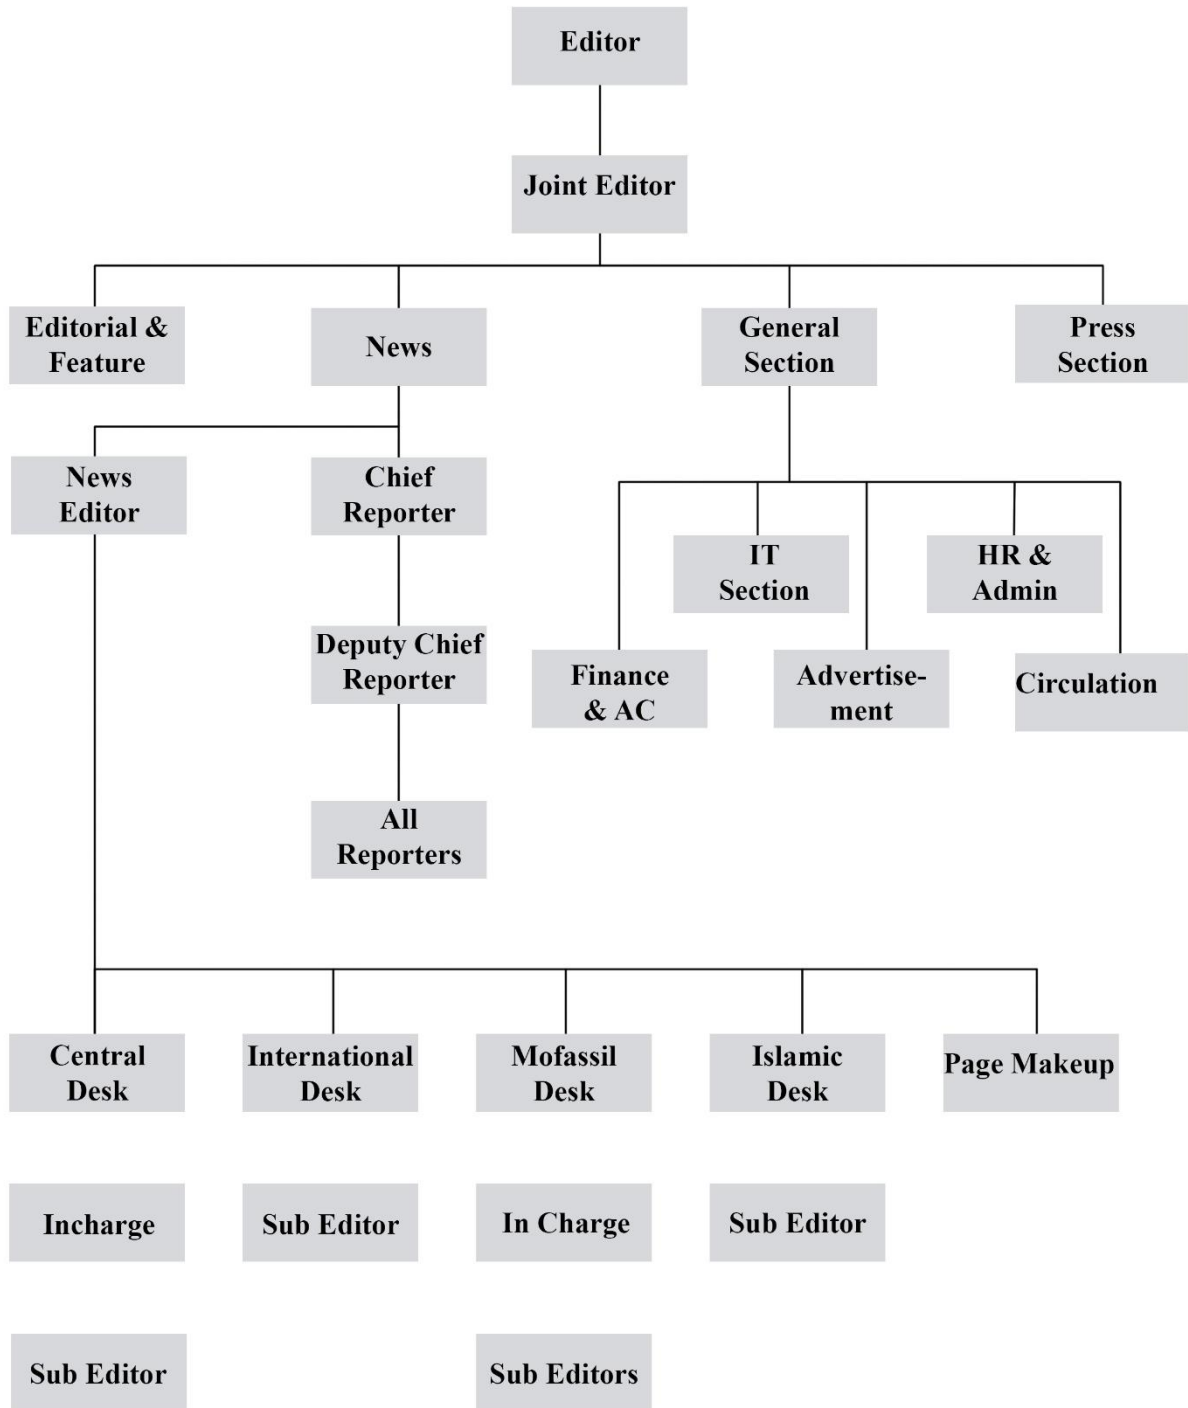 Editor
Joint Editor
Editorial &
Feature
News
General
Section
Press
Section
News
Editor
Chief
Reporter
IT
Section
HR &
Admin
Deputy Chief
Reporter
Finance
& AC
Advertise-
ment
Circulation
All
Reporters
Central
Desk
International
Desk
Mofassil
Desk
Islamic
Desk
Page Makeup
Incharge
Sub Editor
In Charge
Sub Editor
Sub Editor
Sub Editors